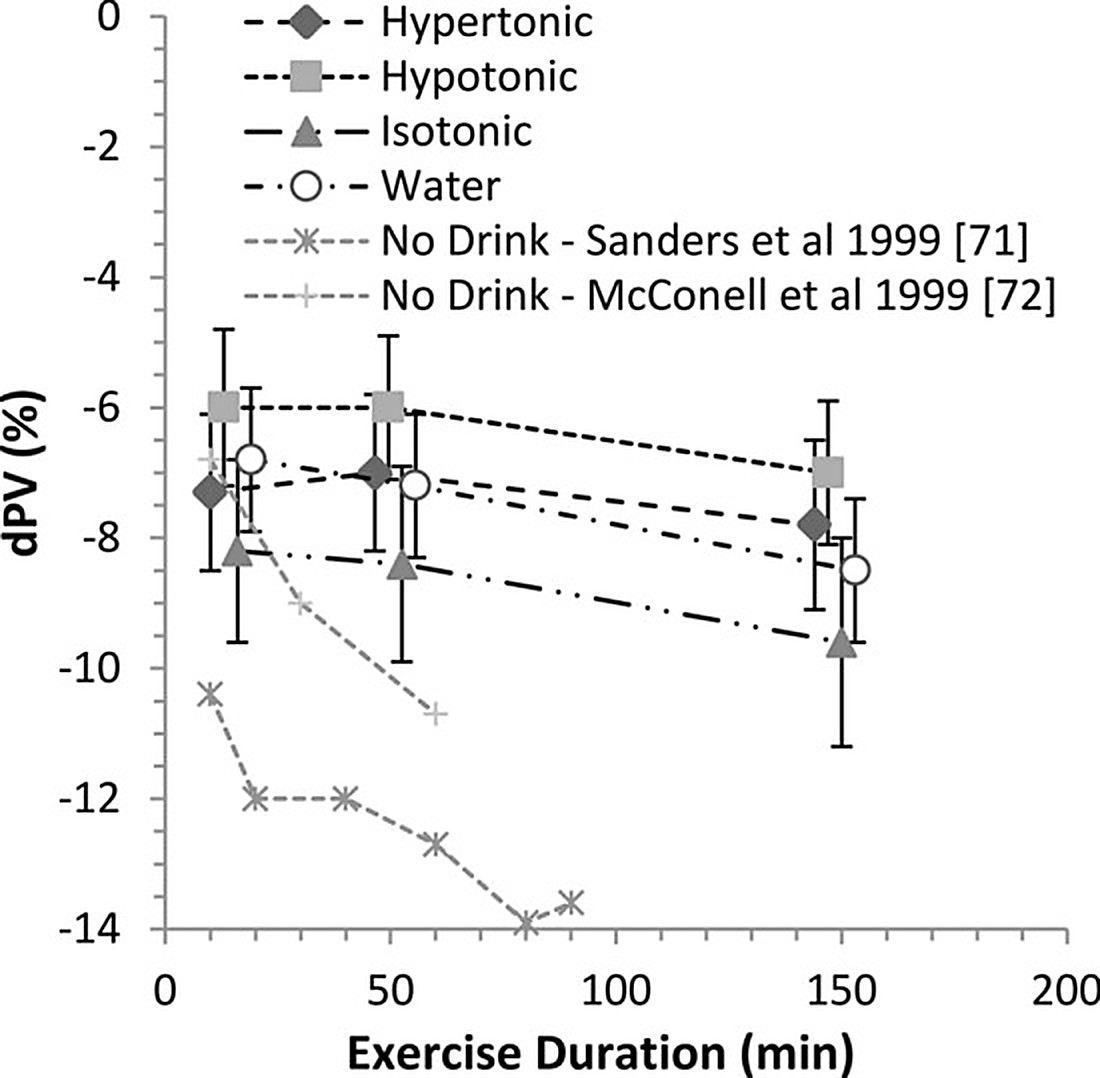 0
-2
-4
-6
-8
-10
-12
-14
dPV (%)
Hypertonic
Hypotonic
Isotonic
Water
No Drink - Sanders et al 1999 [71]
No Drink - McConell et al 1999 [72]
0 50 100 150 200
Exercise Duration (min)